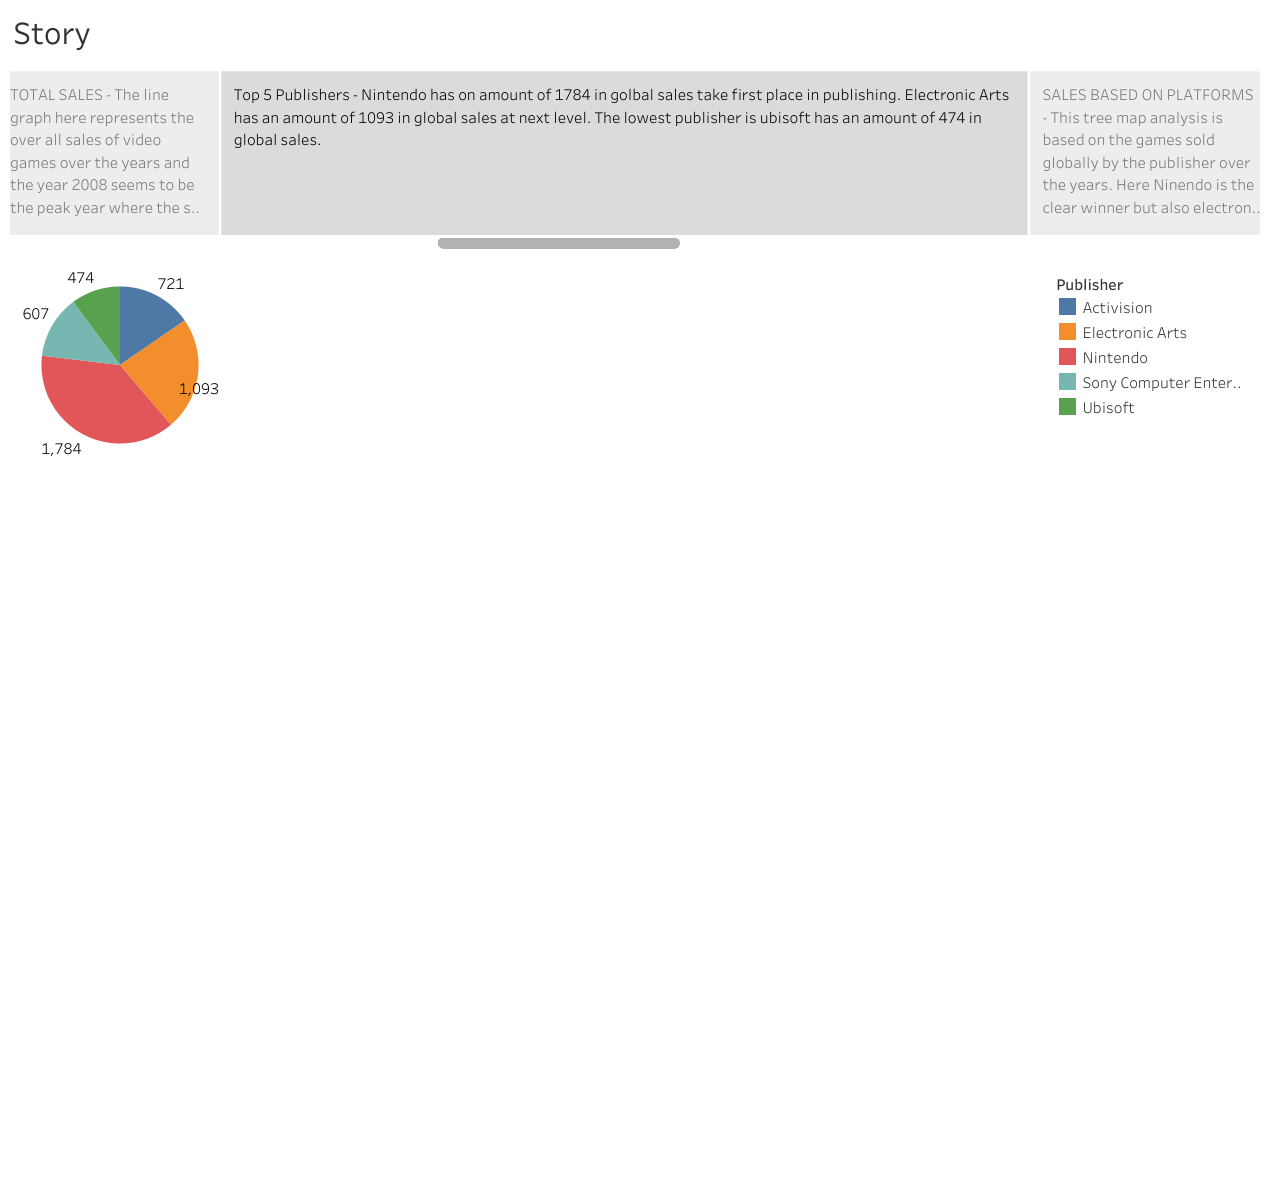 Story
TOTAL SALES - The line
graph here represents the
over all sales of video
games over the years and
the year 2008 seems to be
the peak year where the s..
Top 5 Publishers - Nintendo has on amount of 1784 in golbal sales take first place in publishing. Electronic Arts
has an amount of 1093 in global sales at next level. The lowest publisher is ubisoft has an amount of 474 in
global sales.
SALES BASED ON PLATFORMS
- This tree map analysis is
based on the games sold
globally by the publisher over
the years. Here Ninendo is the
clear winner but also electron..
474
721
607
1,093
1,784
Publisher
Activision
Electronic Arts
Nintendo
Sony Computer Enter..
Ubisoft